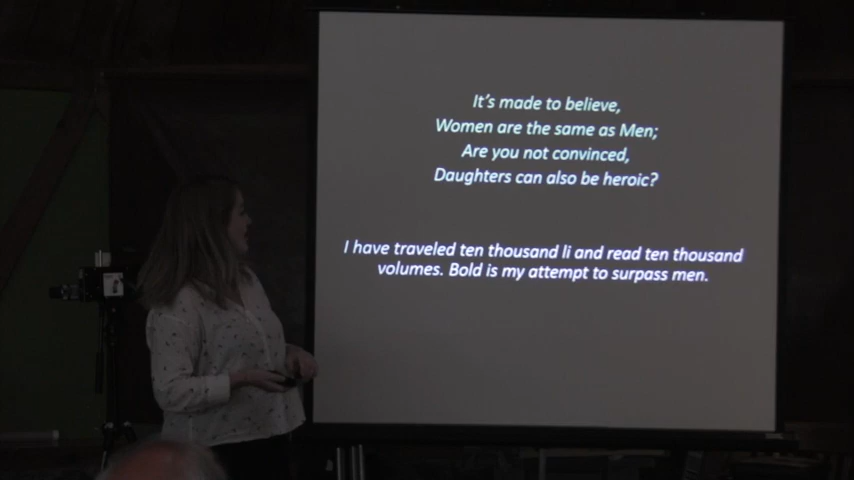 It's made to believe,
Women are the same as Men;
Are you not convinced,
Daughters can also be heroic?
I have traveled ten thousand li and read ten thousand
volumes. Bold is my attempt to surpass men.